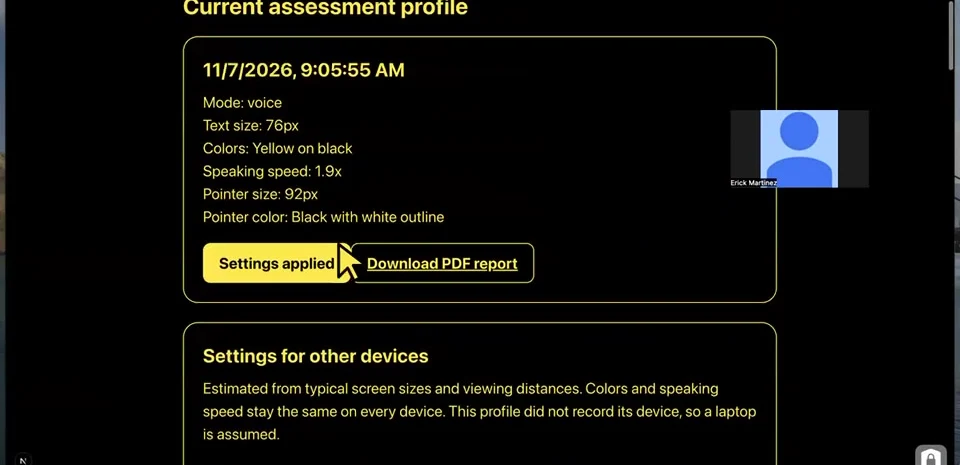 Current assessment profile
11/7/2026, 9:05:55 AM
Mode: voice
Text size: 76px
Colors: Yellow on black
Speaking speed: 1.9x
Pointer size: 92px
Pointer color: Black with white outline
Settings applied
Download PDF report
Erick Martinez
Settings for other devices
Estimated from typical screen sizes and viewing distances. Colors and speaking
speed stay the same on every device. This profile did not record its device, so a laptop
is assumed.
N